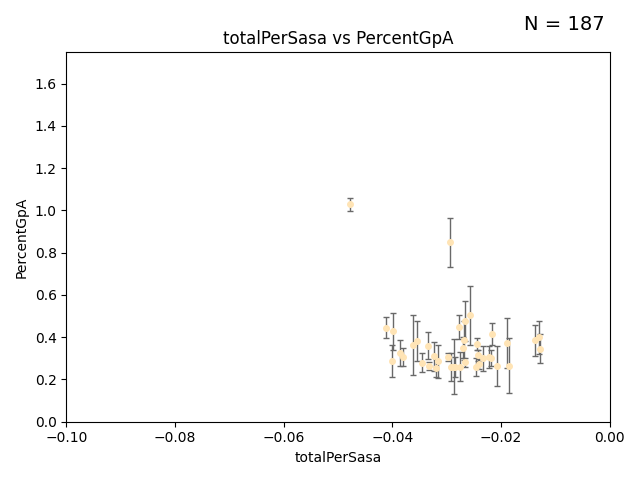 N = 187
totalPerSasa vs PercentGpA
1.6
1.4
1.2
1.0
0.8
0.6
0.4
0.2
0.0
PercentGpA
−0.10 −0.08 −0.06 −0.04 −0.02 0.00
totalPerSasa